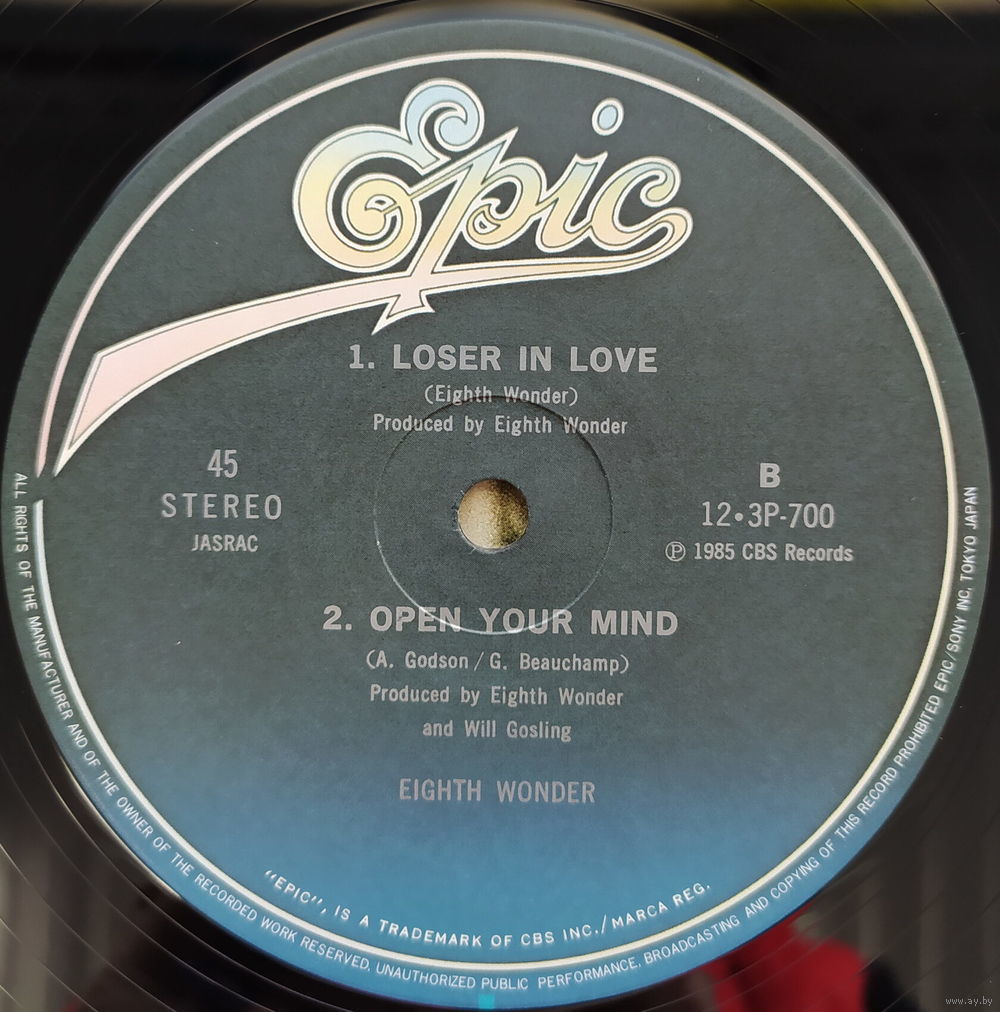 Epic
1. LOSER IN LOVE
(Eighth Wonder)
Produced by Eighth Wonder
45
STEREO
JASRAC
B
12•3P-700
Ⓟ 1985 CBS Records
2. OPEN YOUR MIND
(A. Godson / G. Beauchamp)
Produced by Eighth Wonder
and Will Gosling
EIGHTH WONDER
"EPIC", IS A TRADEMARK OF CBS INC./MARCA REG.
ALL RIGHTS OF THE MANUFACTURER AND OF THE OWNER OF THE RECORDED WORK RESERVED. UNAUTHORIZED PUBLIC PERFORMANCE. BROADCASTING AND COPYING OF THIS RECORD PROHIBITED EPIC/SONY INC. TOKYO JAPAN
www.ay.by